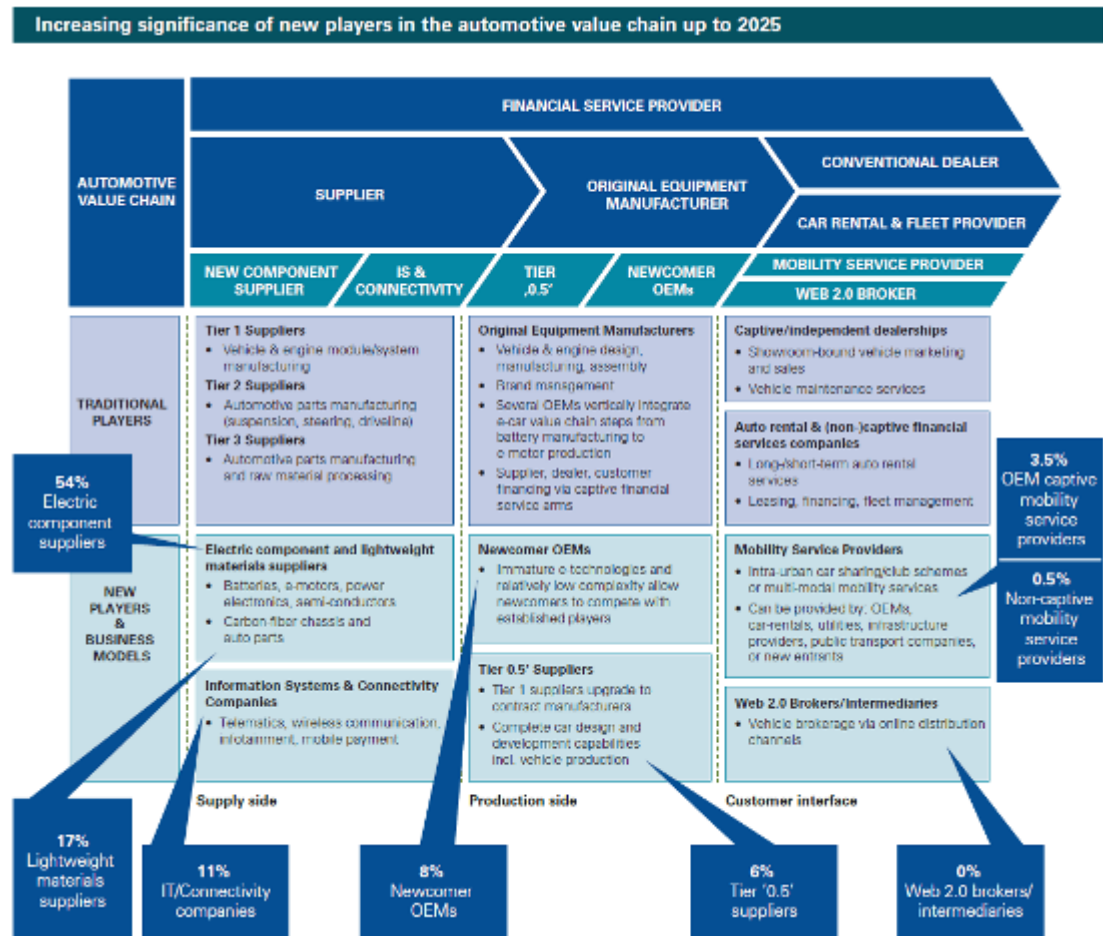 Increasing significance of new players in the automotive value chain up to 2025
FINANCIAL SERVICE PROVIDER
AUTOMOTIVE
VALUE CHAIN
SUPPLIER
ORIGINAL EQUIPMENT
MANUFACTURER
CONVENTIONAL DEALER
CAR RENTAL & FLEET PROVIDER
NEW COMPONENT
SUPPLIER
IS &
CONNECTIVITY
TIER
‚0.5‘
NEWCOMER
OEMs
MOBILITY SERVICE PROVIDER
WEB 2.0 BROKER
TRADITIONAL
PLAYERS
Tier 1 Suppliers
• Vehicle & engine module/system
manufacturing
Tier 2 Suppliers
• Automotive parts manufacturing
(suspension, steering, driveline)
Tier 3 Suppliers
• Automotive parts manufacturing
and raw material processing
Original Equipment Manufacturers
• Vehicle & engine design,
manufacturing, assembly
• Brand management
• Several OEMs vertically integrate
e-car value chain steps from
battery manufacturing to
e-motor production
• Supplier, dealer, customer
financing via captive financial
service arms
Captive/independent dealerships
• Showroom-bound vehicle marketing
and sales
• Vehicle maintenance services
Auto rental & (non-)captive financial
services companies
• Long-/short-term auto rental
services
• Leasing, financing, fleet management
54%
Electric
component
suppliers
3.5%
OEM captive
mobility
service
providers
0.5%
Non-captive
mobility
service
providers
NEW
PLAYERS
&
BUSINESS
MODELS
Electric component and lightweight
materials suppliers
• Batteries, e-motors, power
electronics, semi-conductors
• Carbon-fiber chassis and
auto parts
Information Systems & Connectivity
Companies
• Telematics, wireless communication,
infotainment, mobile payment
Newcomer OEMs
• Immature e-technologies and
relatively low complexity allow
newcomers to compete with
established players
Tier 0.5' Suppliers
• Tier 1 suppliers upgrade to
contract manufacturers
• Complete car design and
development capabilities
incl. vehicle production
Mobility Service Providers
• Intra-urban car sharing/club schemes
or multi-modal mobility services
• Can be provided by: OEMs,
car-rentals, utilities, infrastructure
providers, public transport companies,
or new entrants
Web 2.0 Brokers/Intermediaries
• Vehicle brokerage via online distribution
channels
Supply side
Production side
Customer interface
17%
Lightweight
materials
suppliers
11%
IT/Connectivity
companies
8%
Newcomer
OEMs
6%
Tier '0.5'
suppliers
0%
Web 2.0 brokers/
intermediaries